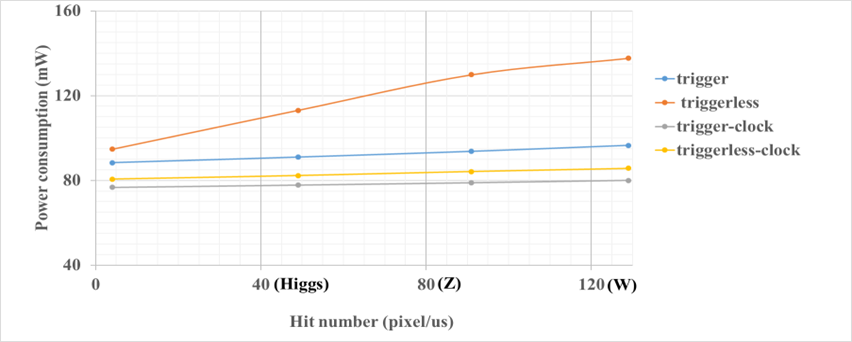 160
120
80
40
Power consumption (mW)
0
40 (Higgs)
80 (Z)
120 (W)
Hit number (pixel/us)
trigger
triggerless
trigger-clock
triggerless-clock